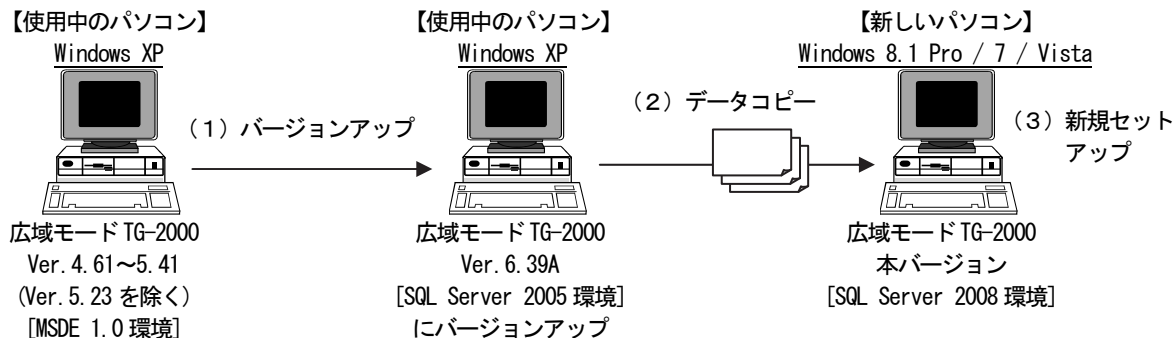 【使用中のパソコン】
Windows XP
広域モード TG-2000
Ver.4.61～5.41
(Ver.5.23 を除く)
[MSDE 1.0 環境]
（１）バージョンアップ
【使用中のパソコン】
Windows XP
広域モード TG-2000
Ver.6.39A
[SQL Server 2005 環境]
にバージョンアップ
（２）データコピー
【新しいパソコン】
Windows 8.1 Pro / 7 / Vista
広域モード TG-2000
本バージョン
[SQL Server 2008 環境]
（３）新規セット
アップ